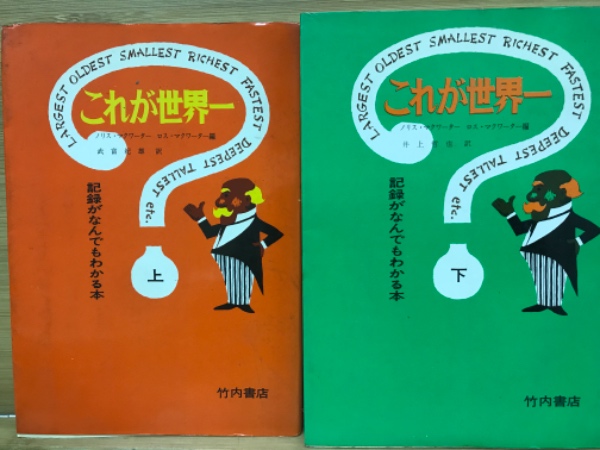 LARGEST OLDEST SMALLEST RICHEST FASTEST DEEPEST TALLEST etc.
これが世界一
ノリス・マクワーター ロス・マクワーター編
訳
記録がなんでもわかる本
上
竹内書店
LARGEST OLDEST SMALLEST RICHEST FASTEST DEEPEST TALLEST etc.
これが世界一
ノリス・マクワーター ロス・マクワーター編
井上 訳
記録がなんでもわかる本
下
竹内書店